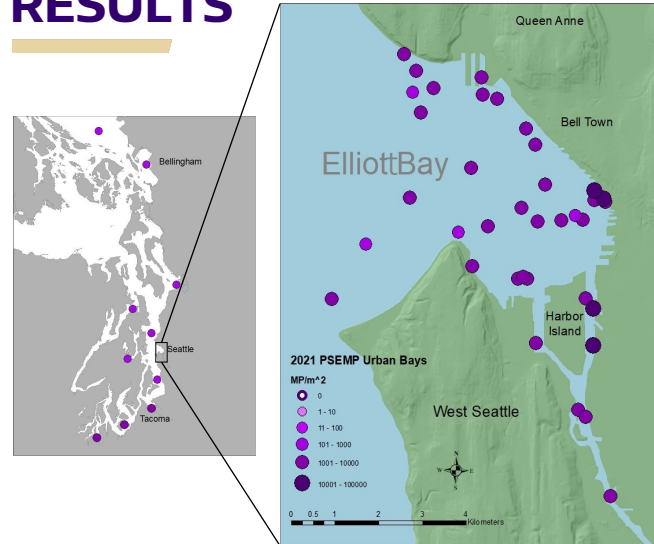 RESULTS
Bellingham
Seattle
Tacoma
Queen Anne
Bell Town
ElliottBay
Harbor
Island
West Seattle
2021 PSEMP Urban Bays
MP/m^2
0
1 - 10
11 - 100
101 - 1000
1001 - 10000
10001 - 100000
N
W E
S
0 0.5 1 2 3 4
Kilometers